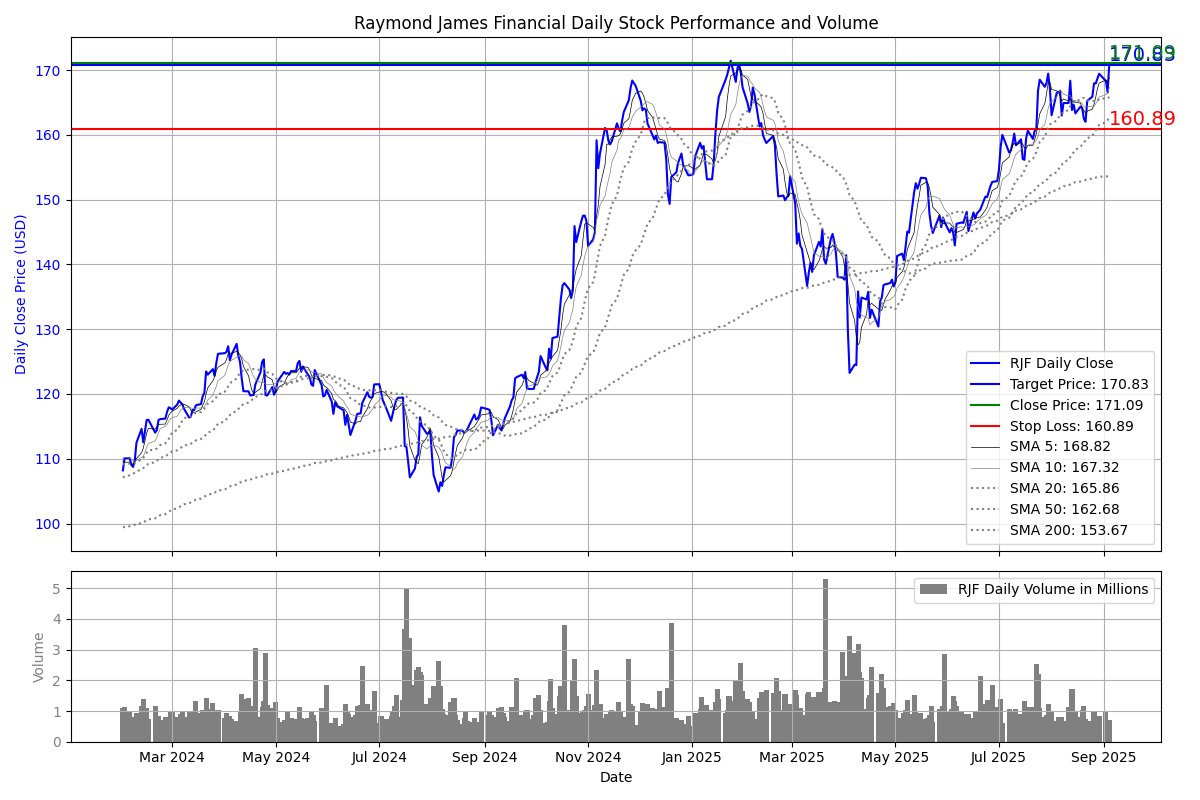 Raymond James Financial Daily Stock Performance and Volume
171.09
170.83
170
160.89
160
150
140
130
120
110
100
Daily Close Price (USD)
RJF Daily Close
Target Price: 170.83
Close Price: 171.09
Stop Loss: 160.89
SMA 5: 168.82
SMA 10: 167.32
SMA 20: 165.86
SMA 50: 162.68
SMA 200: 153.67
5
4
3
2
1
0
Volume
RJF Daily Volume in Millions
Mar 2024 May 2024 Jul 2024 Sep 2024 Nov 2024 Jan 2025 Mar 2025 May 2025 Jul 2025 Sep 2025
Date